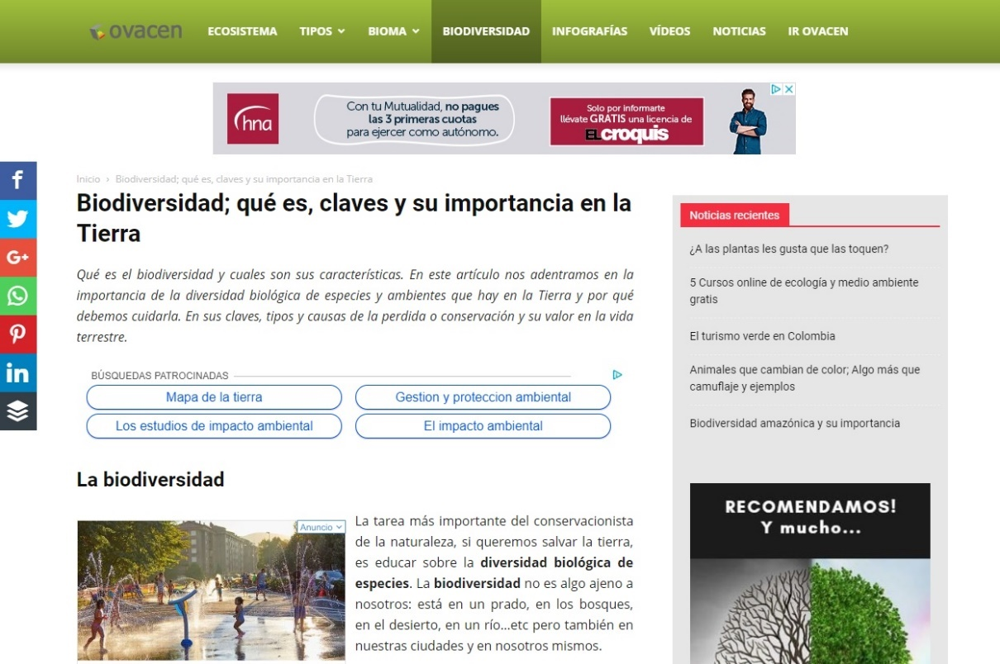 ovacen
ECOSISTEMA TIPOS BIOMA BIODIVERSIDAD INFOGRAFÍAS VÍDEOS NOTICIAS IR OVACEN
hna
Con tu Mutualidad, no pagues
las 3 primeras cuotas
para ejercer como autónomo.
Solo por informarte
llévate GRATIS una licencia de
EL croquis
Inicio › Biodiversidad; qué es, claves y su importancia en la Tierra
Biodiversidad; qué es, claves y su importancia en la
Tierra
Qué es el biodiversidad y cuales son sus características. En este artículo nos adentramos en la
importancia de la diversidad biológica de especies y ambientes que hay en la Tierra y por qué
debemos cuidarla. En sus claves, tipos y causas de la perdida o conservación y su valor en la vida
terrestre.
BÚSQUEDAS PATROCINADAS
Mapa de la tierra
Gestion y proteccion ambiental
Los estudios de impacto ambiental
El impacto ambiental
La biodiversidad
Anuncio
La tarea más importante del conservacionista
de la naturaleza, si queremos salvar la tierra,
es educar sobre la diversidad biológica de
especies. La biodiversidad no es algo ajeno a
nosotros: está en un prado, en los bosques,
en el desierto, en un río...etc pero también en
nuestras ciudades y en nosotros mismos.
Noticias recientes
¿A las plantas les gusta que las toquen?
5 Cursos online de ecología y medio ambiente
gratis
El turismo verde en Colombia
Animales que cambian de color; Algo más que
camuflaje y ejemplos
Biodiversidad amazónica y su importancia
RECOMENDAMOS!
Y mucho...